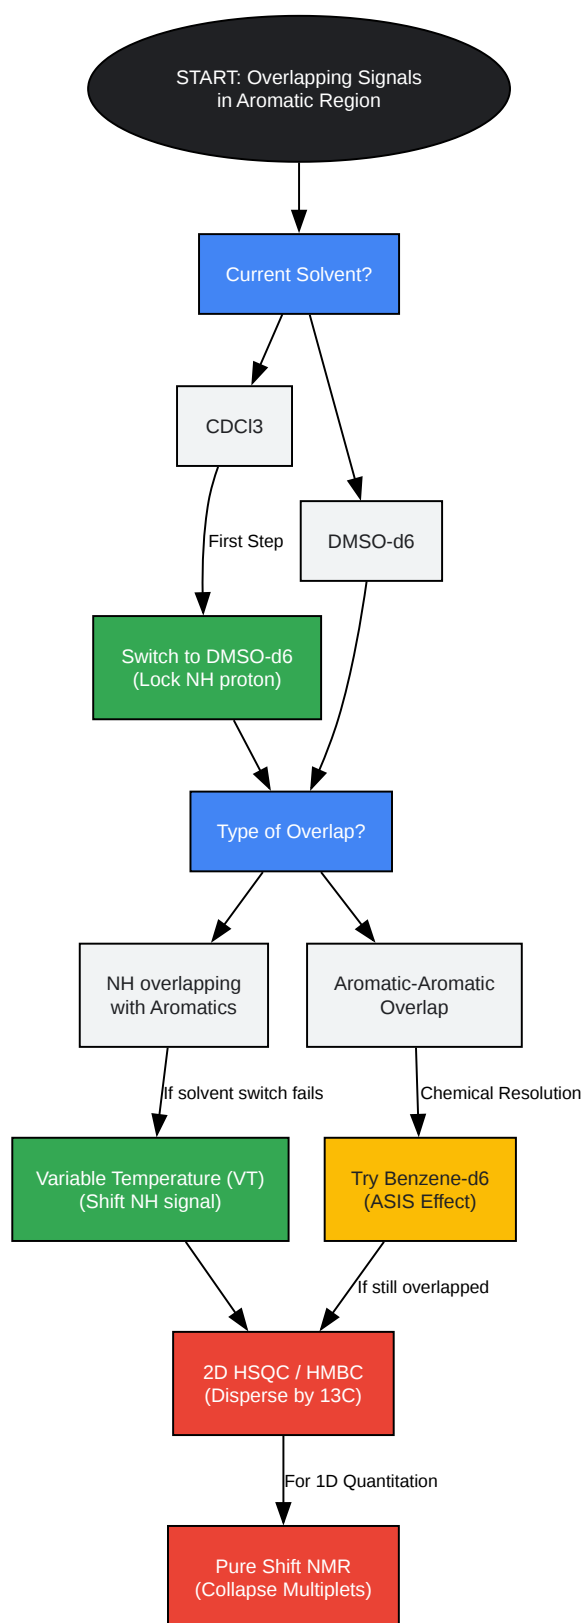 START: Overlapping Signals
in Aromatic Region
Current Solvent?
CDCl3
First Step
DMSO-d6
Switch to DMSO-d6
(Lock NH proton)
Type of Overlap?
NH overlapping
with Aromatics
Aromatic-Aromatic
Overlap
If solvent switch fails
Chemical Resolution
Variable Temperature (VT)
(Shift NH signal)
Try Benzene-d6
(ASIS Effect)
If still overlapped
2D HSQC / HMBC
(Disperse by 13C)
For 1D Quantitation
Pure Shift NMR
(Collapse Multiplets)